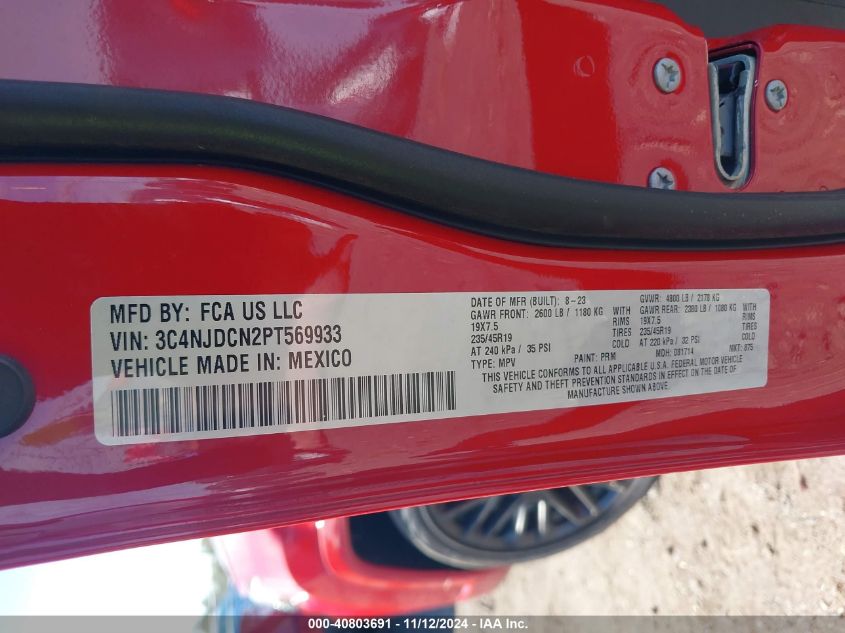 MFD BY: FCA US LLC
VIN: 3C4NJDCN2PT569933
VEHICLE MADE IN: MEXICO
DATE OF MFR (BUILT): 8-23 GVWR: 4800 LB / 2178 KG
GAWR FRONT: 2600 LB / 1180 KG GAWR REAR: 2380 LB / 1080 KG
19X7.5 RIMS 19X7.5 RIMS
235/45R19 TIRES 235/45R19 TIRES
AT 240 kPa / 35 PSI COLD AT 220 kPa / 32 PSI COLD
TYPE: MPV PAINT: PRM MDH: 081714 MKT: 875
THIS VEHICLE CONFORMS TO ALL APPLICABLE U.S.A. FEDERAL MOTOR VEHICLE
SAFETY AND THEFT PREVENTION STANDARDS IN EFFECT ON THE DATE OF
MANUFACTURE SHOWN ABOVE.
000-40803691 - 11/12/2024 - IAA Inc.